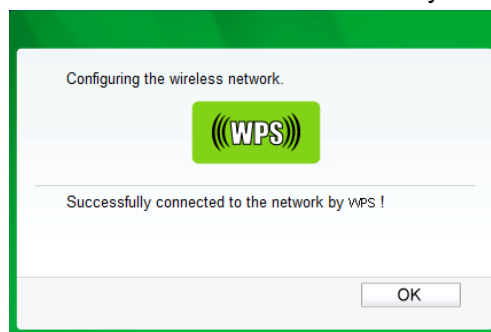 Configuring the wireless network.
(((WPS)))
Successfully connected to the network by WPS !
OK